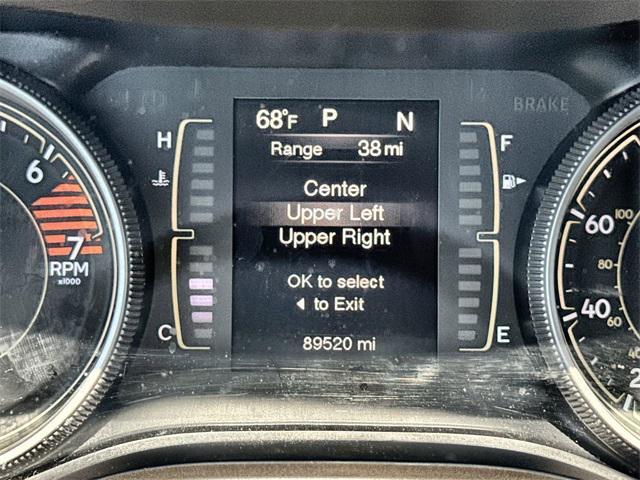 68°F P N
BRAKE
Range 38 mi
H
F
Center
Upper Left
Upper Right
OK to select
to Exit
C
E
89520 mi
6
7
RPM
x1000
100
60
80
40
60